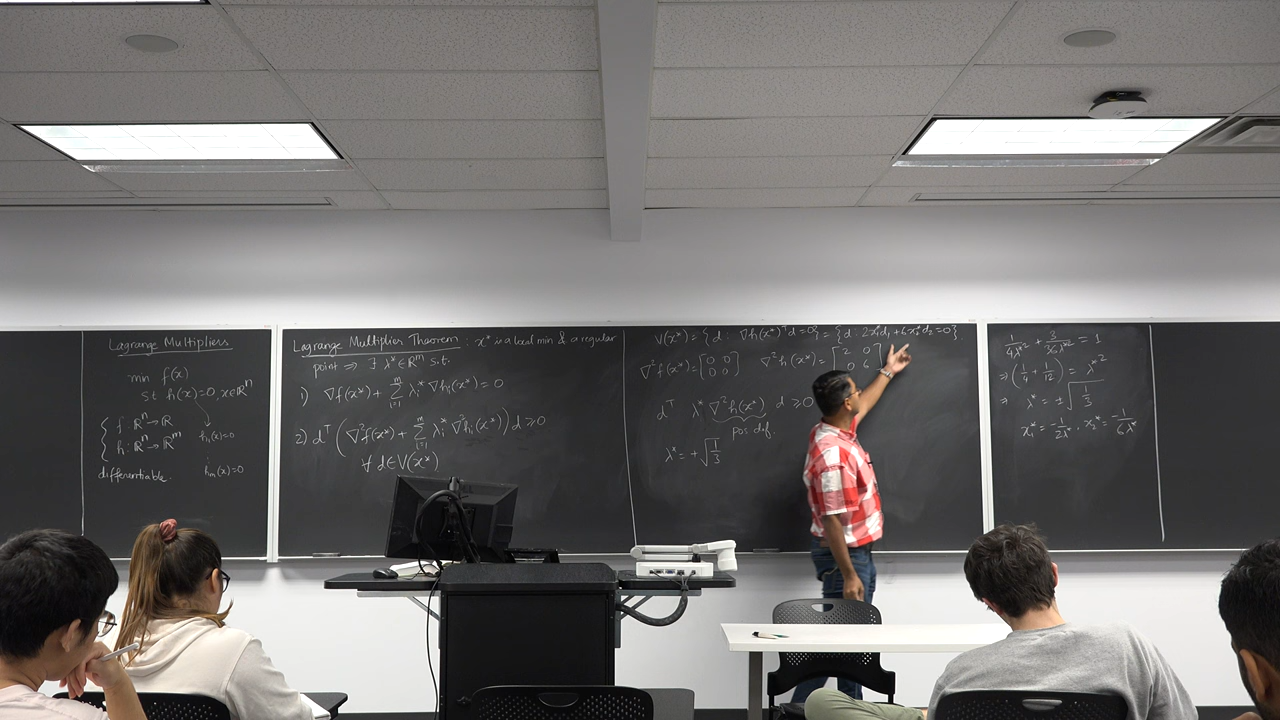 Lagrange Multipliers
min f(x)
st h(x)=0, x∈ℝⁿ
{ f: ℝⁿ→ℝ
h: ℝⁿ→ℝᵐ
h₁(x)=0
⋮
hₘ(x)=0
differentiable.
Lagrange Multiplier Theorem : x* is a local min & a regular
point ⇒ ∃ λ*∈ℝᵐ s.t.
1) ∇f(x*) + Σᵢ₌₁ᵐ λᵢ* ∇hᵢ(x*) = 0
2) dᵀ (∇²f(x*) + Σᵢ₌₁ᵐ λᵢ* ∇²hᵢ(x*)) d ≥ 0
∀ d∈V(x*)
V(x*) = {d : ∇h(x*)ᵀd=0} = {d : 2x₁*d₁+6x₂*d₂=0}
∇²f(x*) = [0 0; 0 0] ∇²h(x*) = [2 0; 0 6]
dᵀ λ* ∇²h(x*) d ≥ 0
pos def.
λ* = +√(1/3)
1/4λ*² + 3/36λ*² = 1
⇒ (1/4 + 1/12) = λ*²
⇒ λ* = ±√(1/3)
x₁* = -1/2λ*, x₂* = -1/6λ*